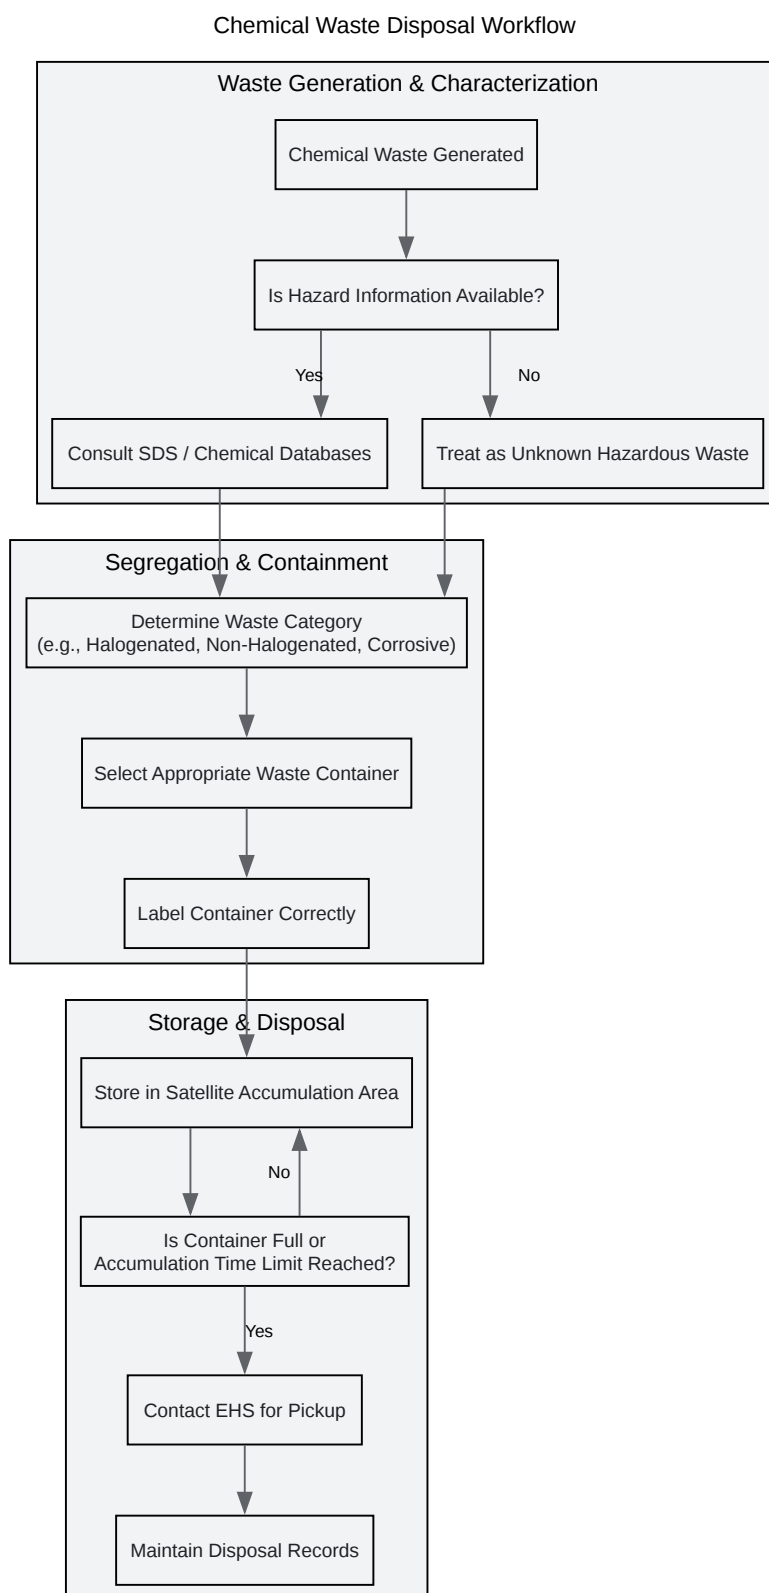 Chemical Waste Disposal Workflow
Waste Generation & Characterization
Chemical Waste Generated
Is Hazard Information Available?
Yes
No
Consult SDS / Chemical Databases
Treat as Unknown Hazardous Waste
Segregation & Containment
Determine Waste Category
(e.g., Halogenated, Non-Halogenated, Corrosive)
Select Appropriate Waste Container
Label Container Correctly
Storage & Disposal
Store in Satellite Accumulation Area
No
Is Container Full or
Accumulation Time Limit Reached?
Yes
Contact EHS for Pickup
Maintain Disposal Records